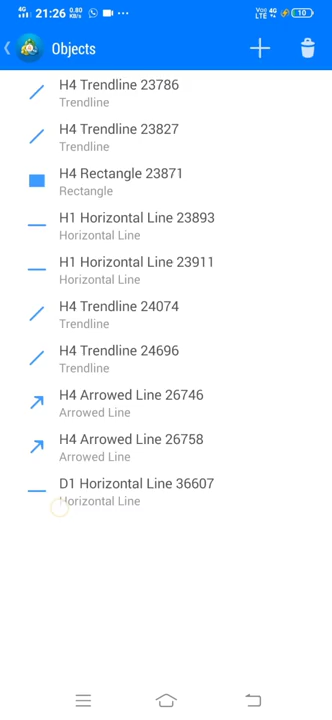 4G 21:26 0.80 KB/s ... VoD LTE 4G 10
Objects
H4 Trendline 23786
Trendline
H4 Trendline 23827
Trendline
H4 Rectangle 23871
Rectangle
H1 Horizontal Line 23893
Horizontal Line
H1 Horizontal Line 23911
Horizontal Line
H4 Trendline 24074
Trendline
H4 Trendline 24696
Trendline
H4 Arrowed Line 26746
Arrowed Line
H4 Arrowed Line 26758
Arrowed Line
D1 Horizontal Line 36607
Horizontal Line